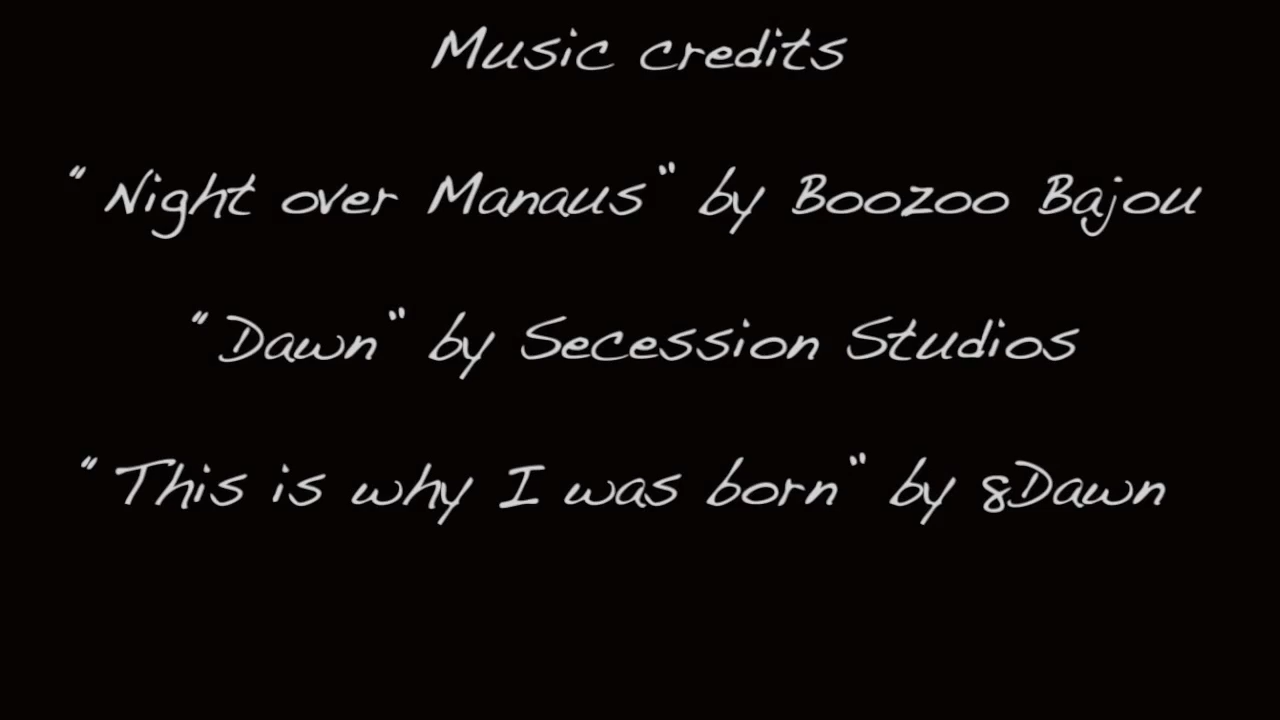 Music credits
"Night over Manaus" by Boozoo Bajou
"Dawn" by Secession Studios
"This is why I was born" by 8Dawn